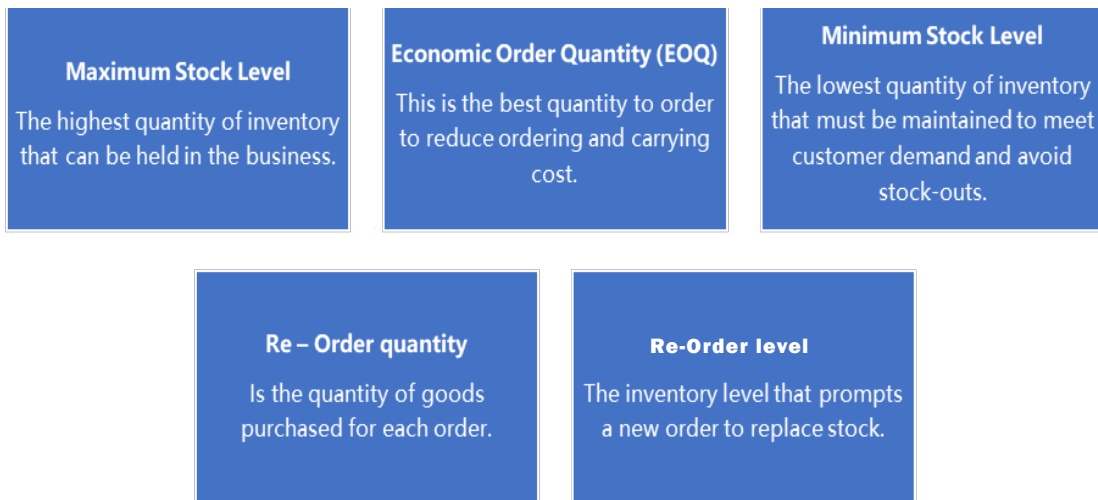 Maximum Stock Level
The highest quantity of inventory
that can be held in the business.
Economic Order Quantity (EOQ)
This is the best quantity to order
to reduce ordering and carrying
cost.
Minimum Stock Level
The lowest quantity of inventory
that must be maintained to meet
customer demand and avoid
stock-outs.
Re – Order quantity
Is the quantity of goods
purchased for each order.
Re-Order level
The inventory level that prompts
a new order to replace stock.